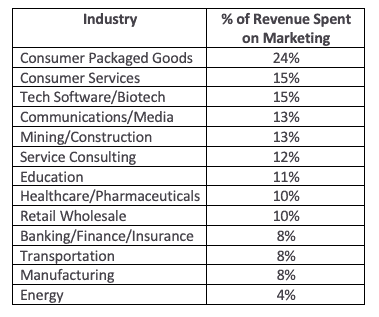 Industry % of Revenue Spent
on Marketing
Consumer Packaged Goods 24%
Consumer Services 15%
Tech Software/Biotech 15%
Communications/Media 13%
Mining/Construction 13%
Service Consulting 12%
Education 11%
Healthcare/Pharmaceuticals 10%
Retail Wholesale 10%
Banking/Finance/Insurance 8%
Transportation 8%
Manufacturing 8%
Energy 4%